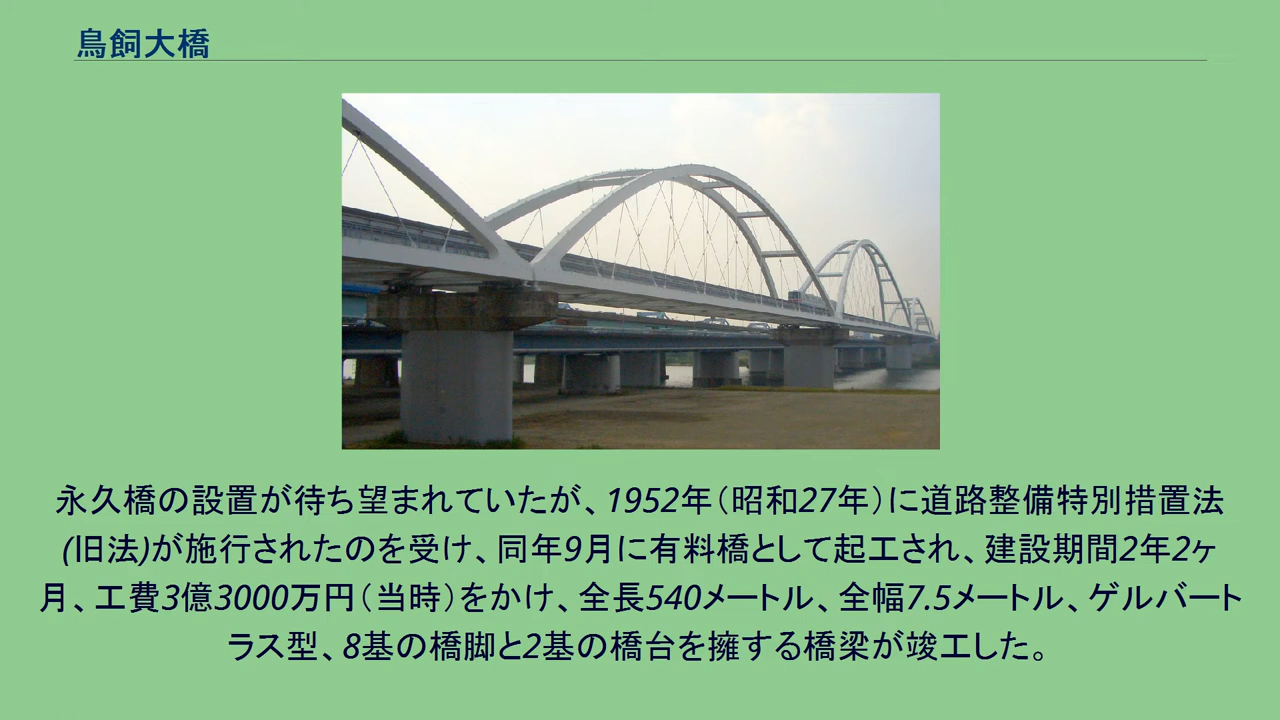 鳥飼大橋
永久橋の設置が待ち望まれていたが、1952年（昭和27年）に道路整備特別措置法
(旧法)が施行されたのを受け、同年9月に有料橋として起工され、建設期間2年2ヶ
月、工費3億3000万円（当時）をかけ、全長540メートル、全幅7.5メートル、ゲルバート
ラス型、8基の橋脚と2基の橋台を擁する橋梁が竣工した。